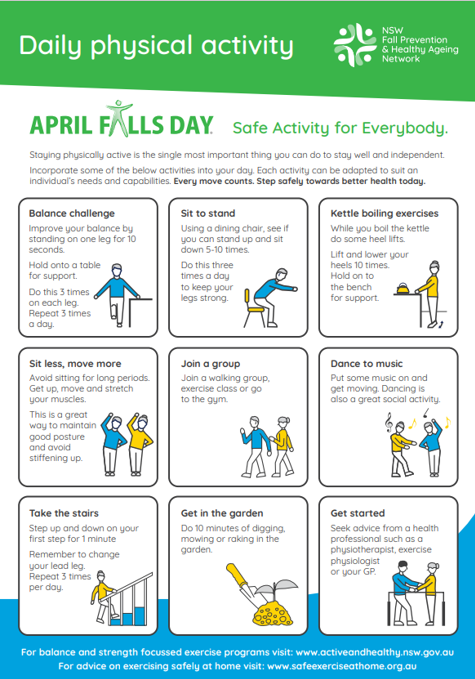 Daily physical activity
NSW
Fall Prevention
& Healthy Ageing
Network
APRIL FALLS DAY
Safe Activity for Everybody.
Staying physically active is the single most important thing you can do to stay well and independent.
Incorporate some of the below activities into your day. Each activity can be adapted to suit an
individual's needs and capabilities. Every move counts. Step safely towards better health today.
Balance challenge
Improve your balance by
standing on one leg for 10
seconds.
Hold onto a table
for support.
Do this 3 times
on each leg.
Repeat 3 times
a day.
Sit to stand
Using a dining chair, see if
you can stand up and sit
down 5-10 times.
Do this three
times a day
to keep your
legs strong.
Kettle boiling exercises
While you boil the kettle
do some heel lifts.
Lift and lower your
heels 10 times.
Hold on to
the bench
for support.
Sit less, move more
Avoid sitting for long periods.
Get up, move and stretch
your muscles.
This is a great
way to maintain
good posture
and avoid
stiffening up.
Join a group
Join a walking group,
exercise class or go
to the gym.
Dance to music
Put some music on and
get moving. Dancing is
also a great social activity.
Take the stairs
Step up and down on your
first step for 1 minute
Remember to change
your lead leg.
Repeat 3 times
per day.
Get in the garden
Do 10 minutes of digging,
mowing or raking in the
garden.
Get started
Seek advice from a health
professional such as a
physiotherapist, exercise
physiologist
or your GP.
For balance and strength focussed exercise programs visit: www.activeandhealthy.nsw.gov.au
For advice on exercising safely at home visit: www.safeexerciseathome.org.au